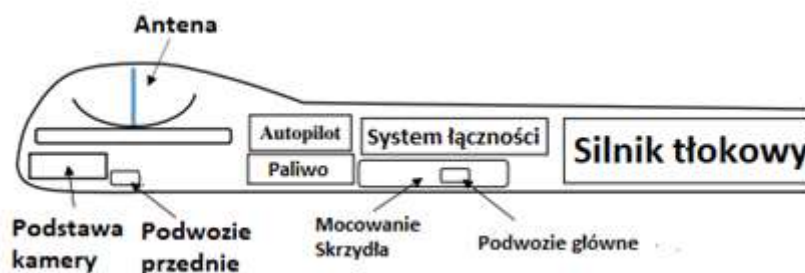 Antena
Autopilot
System łączności
Silnik tłokowy
Paliwo
Podstawa
kamery
Podwozie
przednie
Mocowanie
Skrzydła
Podwozie główne